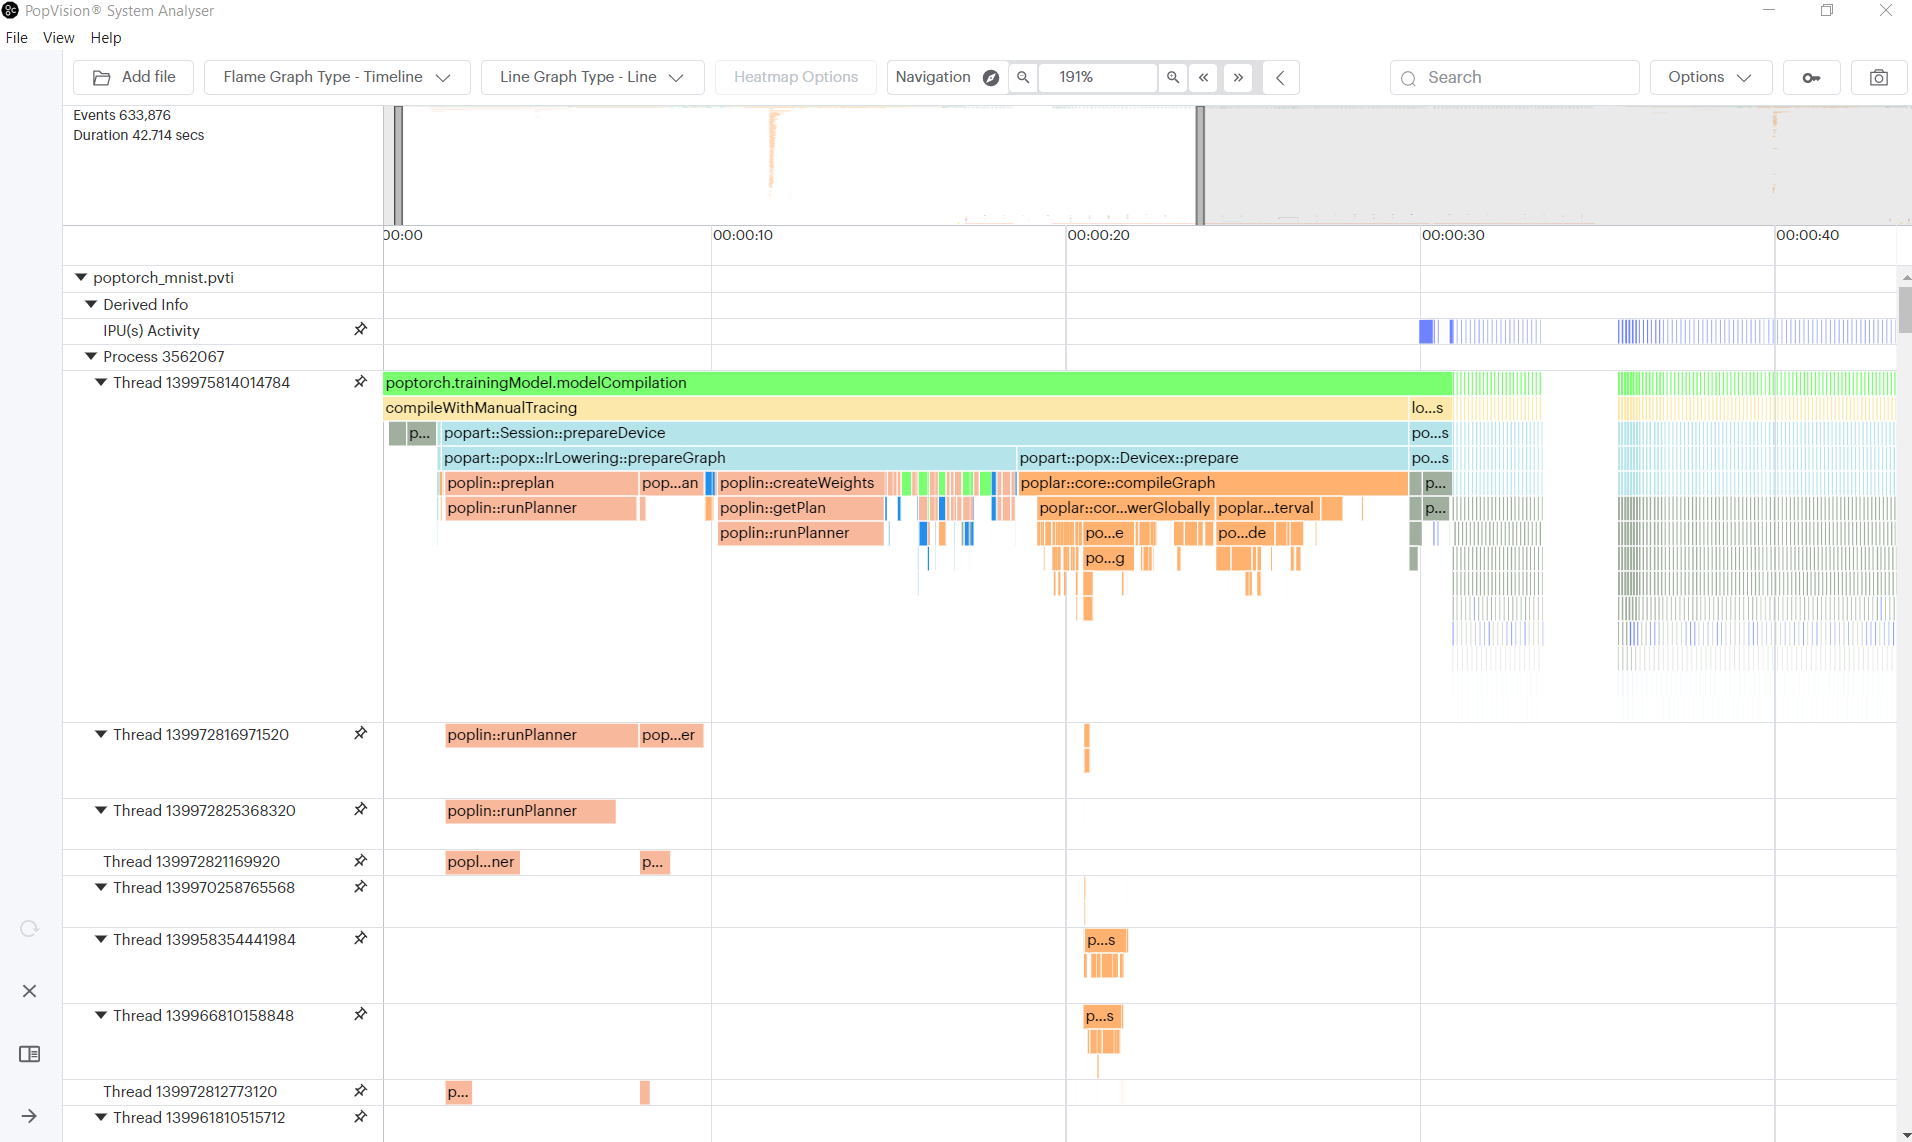 PopVision® System Analyser
File View Help
Add file Flame Graph Type - Timeline Line Graph Type - Line Heatmap Options Navigation 191% Search Options
Events 633,876
Duration 42.714 secs
00:00 00:00:10 00:00:20 00:00:30 00:00:40
poptorch_mnist.pvti
Derived Info
IPU(s) Activity
Process 3562067
Thread 139975814014784 poptorch.trainingModel.modelCompilation
compileWithManualTracing lo...s
p... popart::Session::prepareDevice po...s
popart::popx::IrLowering::prepareGraph popart::popx::Devicex::prepare po...s
poplin::preplan pop...an poplin::createWeights poplar::core::compileGraph p...
poplin::runPlanner poplin::getPlan poplar::cor...werGlobally poplar...terval p...
poplin::runPlanner po...e po...de
po...g
Thread 139972816971520 poplin::runPlanner pop...er
Thread 139972825368320 poplin::runPlanner
Thread 139972821169920 popl...ner p...
Thread 139970258765568
Thread 139958354441984 p...s
Thread 139966810158848 p...s
Thread 139972812773120 p...
Thread 139961810515712